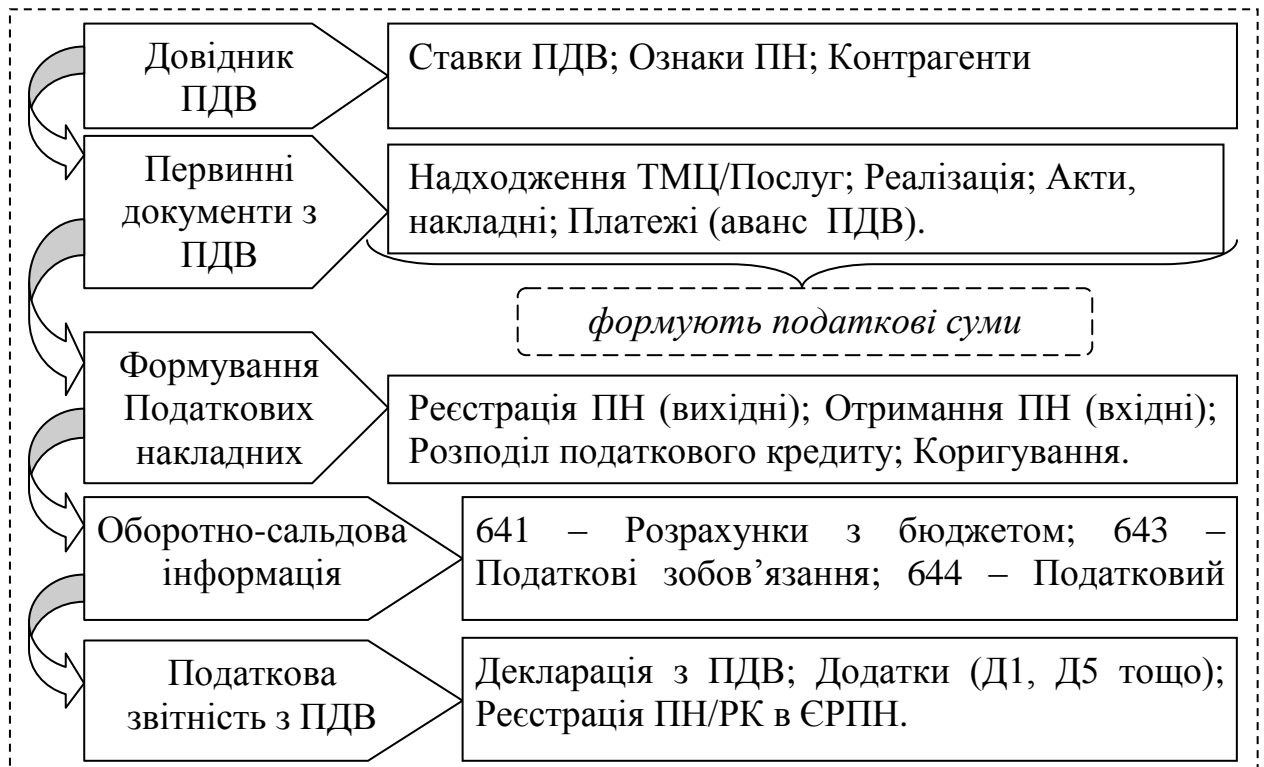 Довідник
ПДВ
Ставки ПДВ; Ознаки ПН; Контрагенти
Первинні
документи з
ПДВ
Надходження ТМЦ/Послуг; Реалізація; Акти,
накладні; Платежі (аванс ПДВ).
формують податкові суми
Формування
Податкових
накладних
Реєстрація ПН (вихідні); Отримання ПН (вхідні);
Розподіл податкового кредиту; Коригування.
Оборотно-сальдова
інформація
641 – Розрахунки з бюджетом; 643 –
Податкові зобов’язання; 644 – Податковий
Податкова
звітність з ПДВ
Декларація з ПДВ; Додатки (Д1, Д5 тощо);
Реєстрація ПН/РК в ЄРПН.